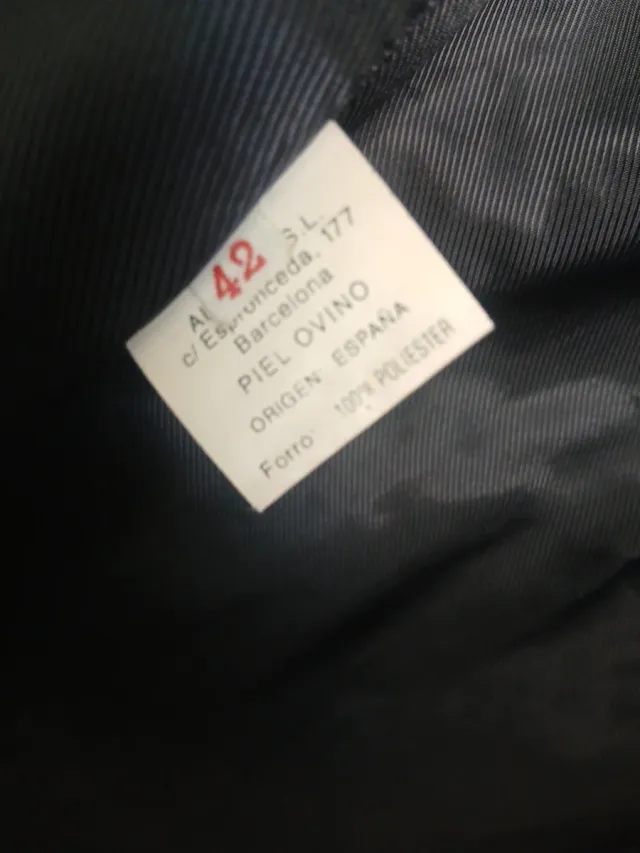 42
S.L.
c/ Espronceda, 177
Barcelona
PIEL OVINO
ORIGEN ESPAÑA
Forro: 100% POLIESTER